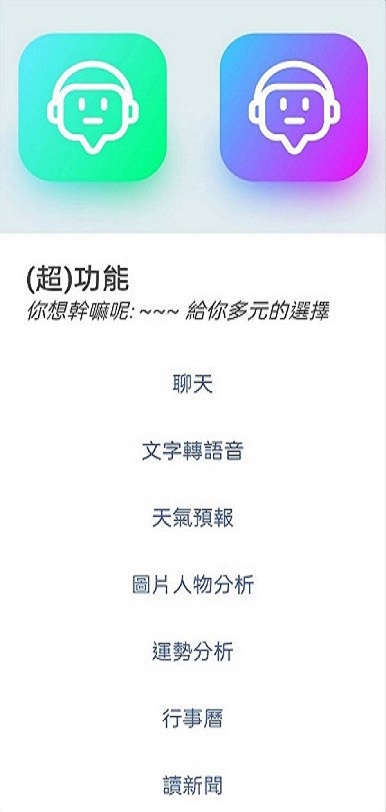 (超)功能
你想幹嘛呢: ~~~ 給你多元的選擇
聊天
文字轉語音
天氣預報
圖片人物分析
運勢分析
行事曆
讀新聞